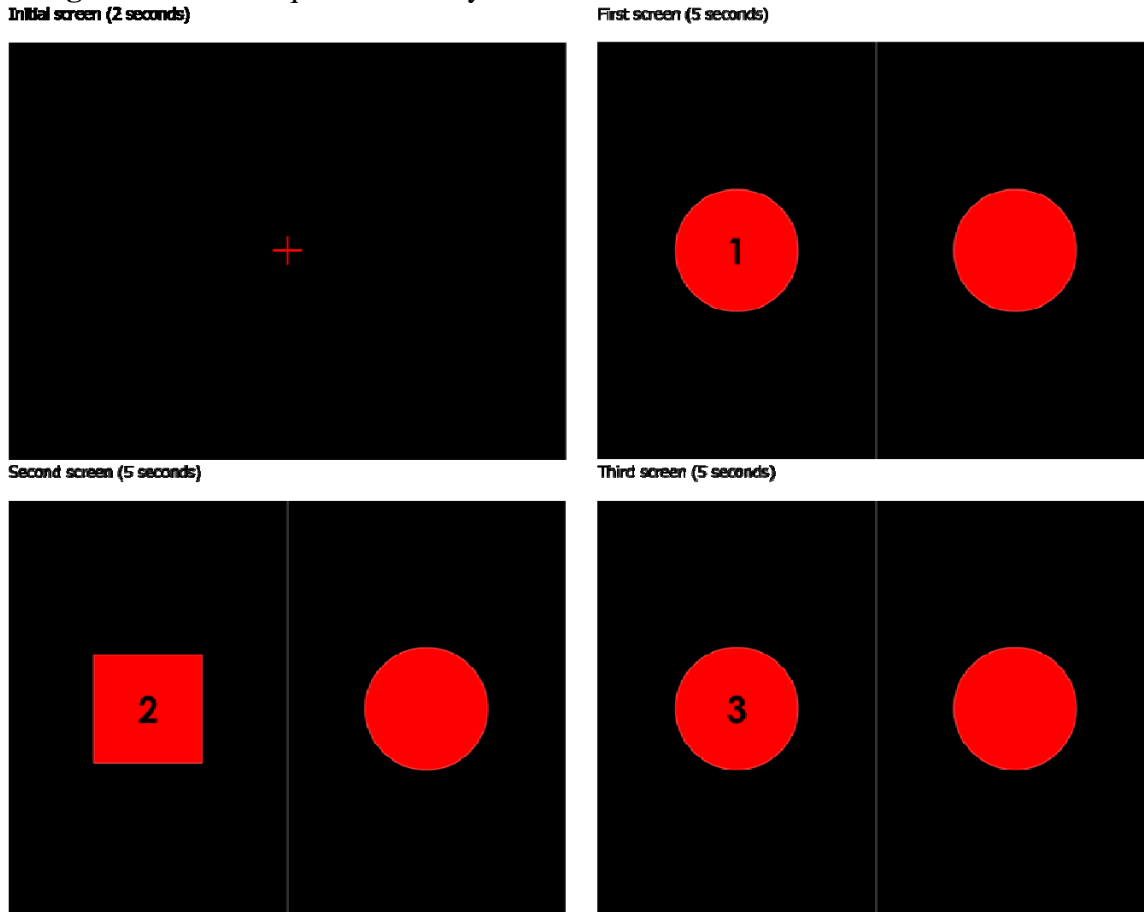 Initial screen (2 seconds)
First screen (5 seconds)
1
Second screen (5 seconds)
Third screen (5 seconds)
2
3